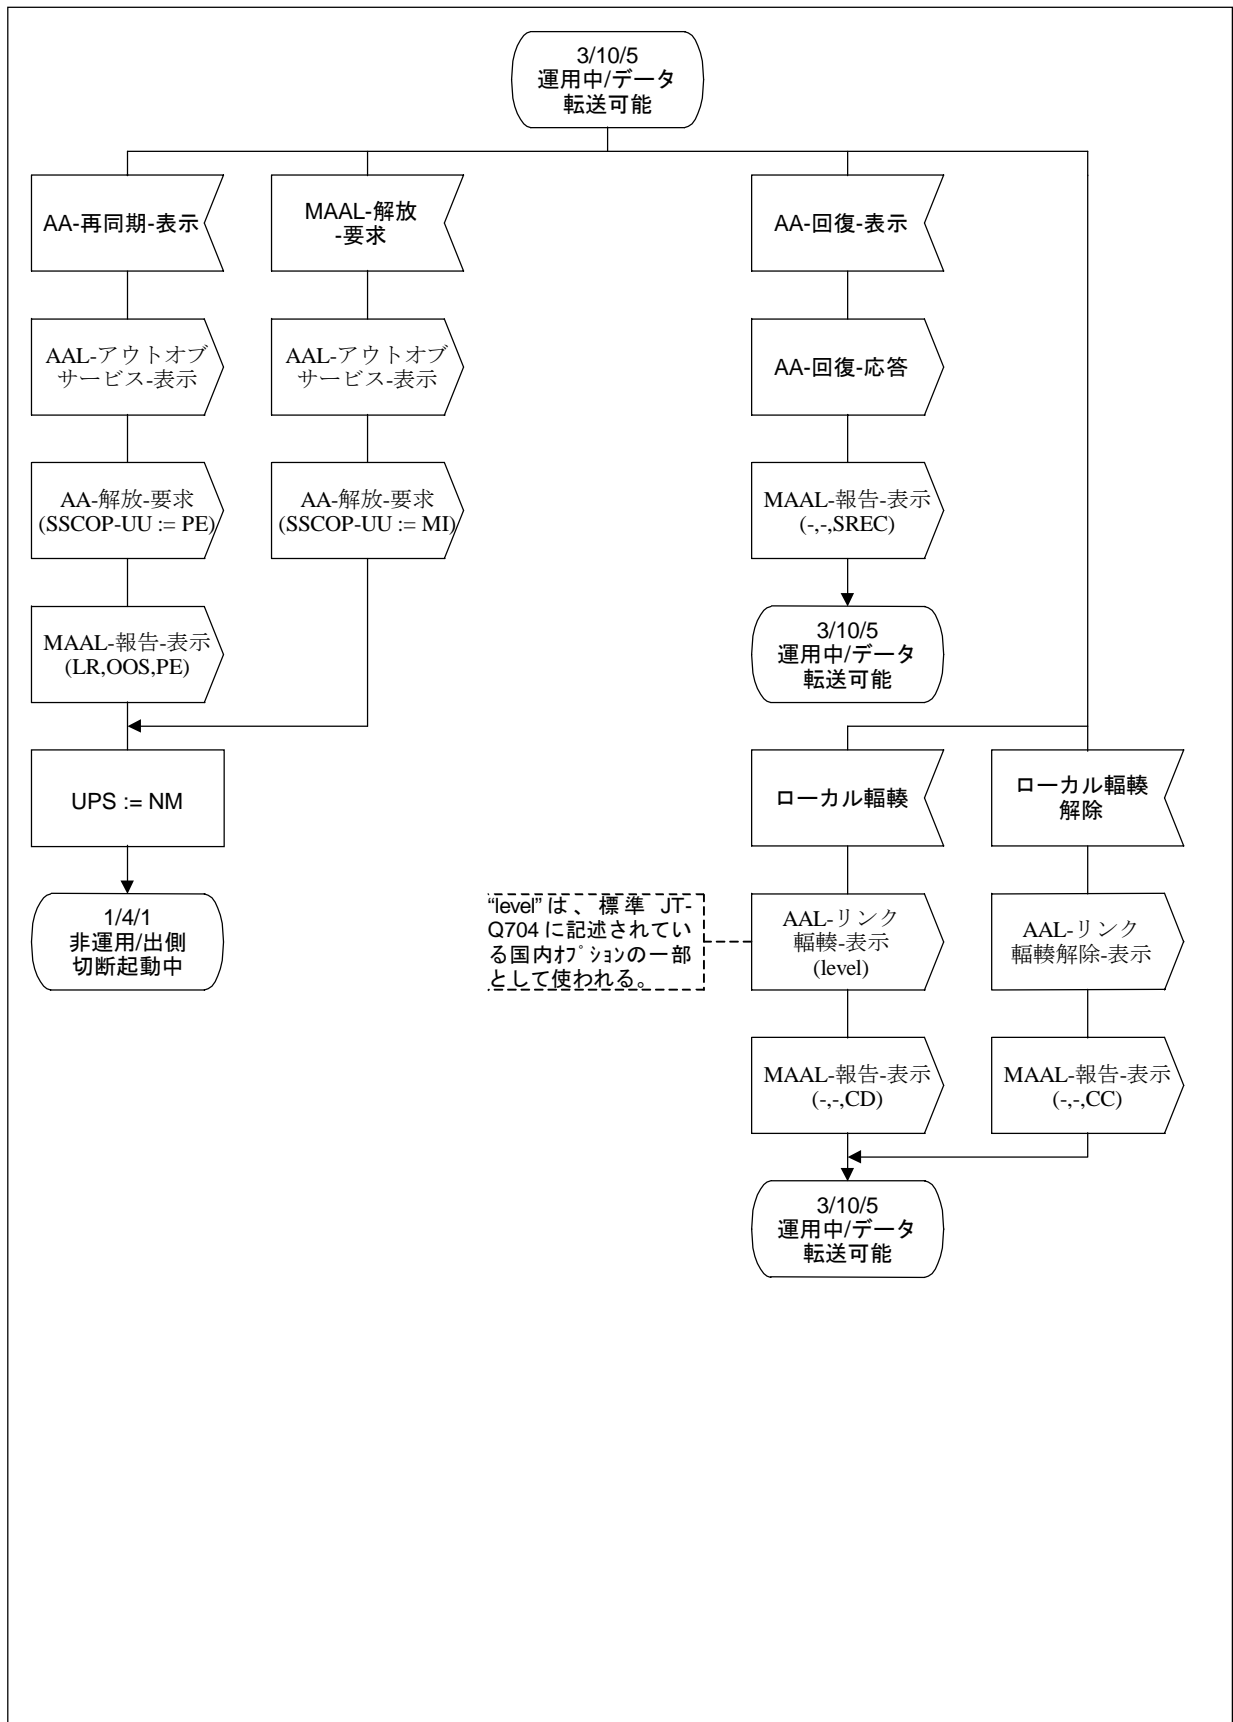 3/10/5
運用中/データ
転送可能
AA-再同期-表示
MAAL-解放
-要求
AA-回復-表示
AAL-アウトオブ
サービス-表示
AAL-アウトオブ
サービス-表示
AA-回復-応答
AA-解放-要求
(SSCOP-UU := PE)
AA-解放-要求
(SSCOP-UU := MI)
MAAL-報告-表示
(-,-,SREC)
MAAL-報告-表示
(LR,OOS,PE)
3/10/5
運用中/データ
転送可能
UPS := NM
ローカル輻輳
ローカル輻輳
解除
1/4/1
非運用/出側
切断起動中
“level” は 、 標 準 JT-
Q704 に記述されてい
る国内ｵﾌﾟｼｮﾝの一部
として使われる。
AAL-リンク
輻輳-表示
(level)
AAL-リンク
輻輳解除-表示
MAAL-報告-表示
(-,-,CD)
MAAL-報告-表示
(-,-,CC)
3/10/5
運用中/データ
転送可能